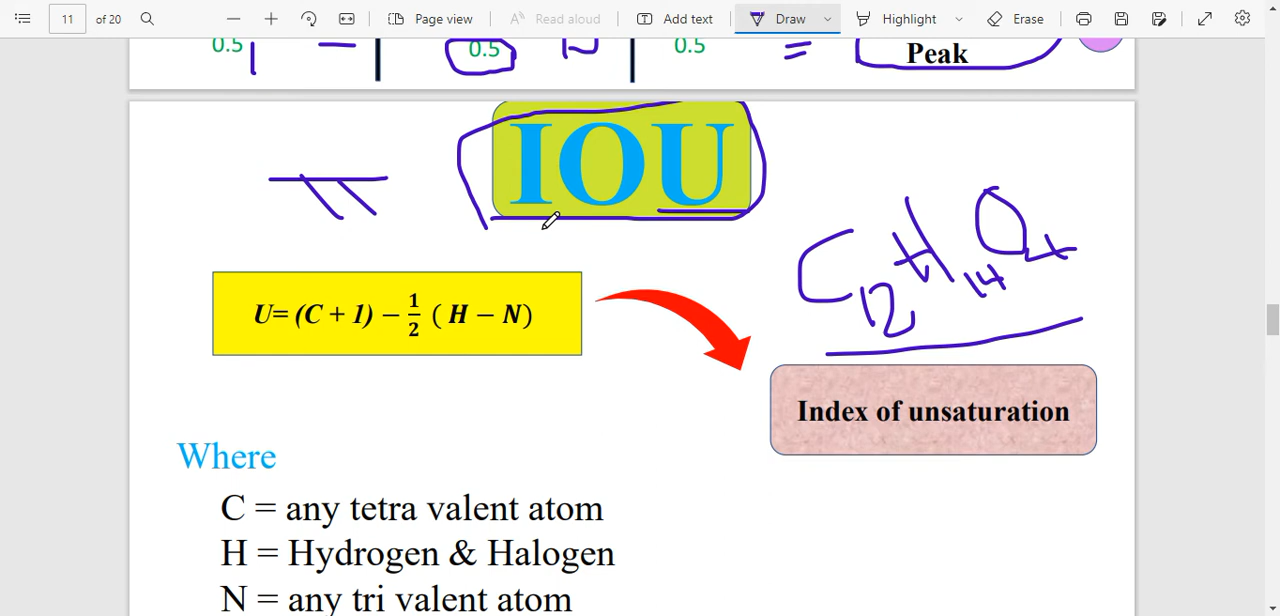 11 of 20 Page view Read aloud Add text Draw Highlight Erase
0.5 0.5 0.5 =
Peak
IOU
π
C12H14O4
U= (C + 1) − 1/2 ( H − N)
Index of unsaturation
Where
C = any tetra valent atom
H = Hydrogen & Halogen
N = any tri valent atom